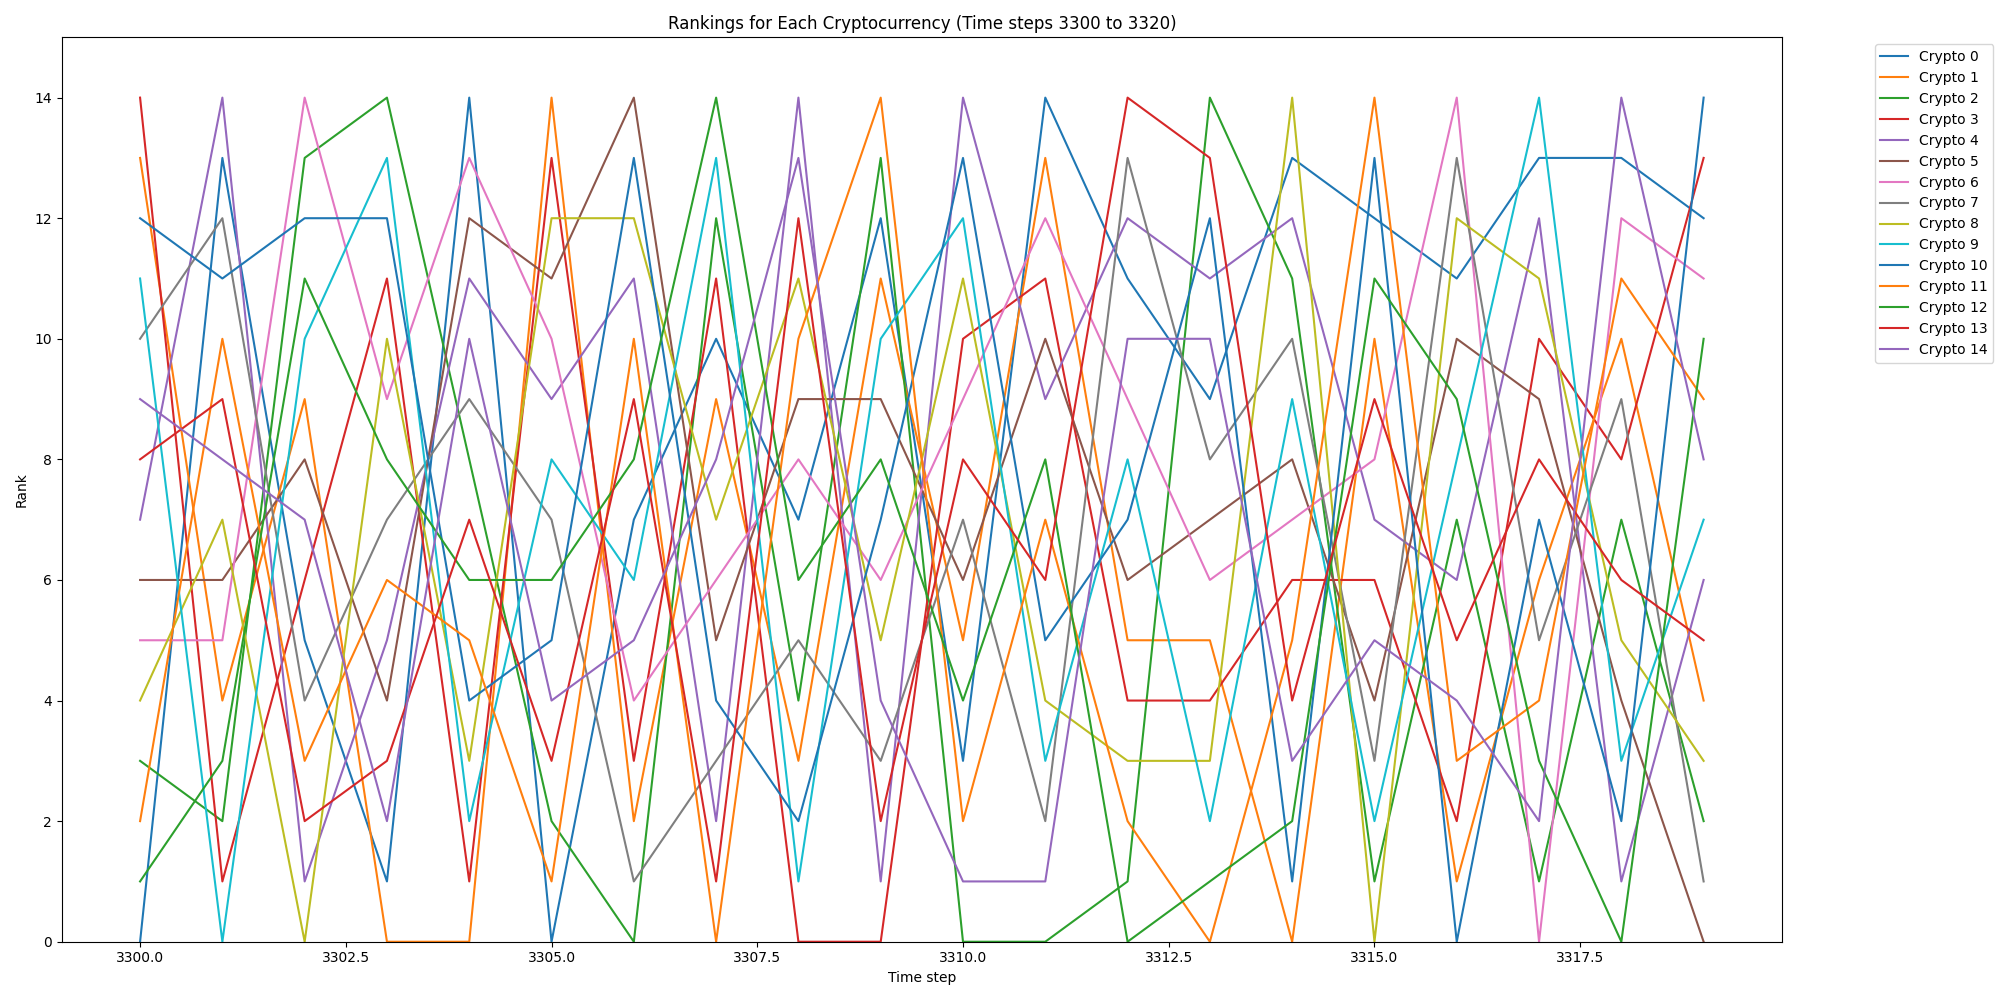 Rankings for Each Cryptocurrency (Time steps 3300 to 3320)
Rank
14
12
10
8
6
4
2
0
3300.0 3302.5 3305.0 3307.5 3310.0 3312.5 3315.0 3317.5
Time step
Crypto 0
Crypto 1
Crypto 2
Crypto 3
Crypto 4
Crypto 5
Crypto 6
Crypto 7
Crypto 8
Crypto 9
Crypto 10
Crypto 11
Crypto 12
Crypto 13
Crypto 14